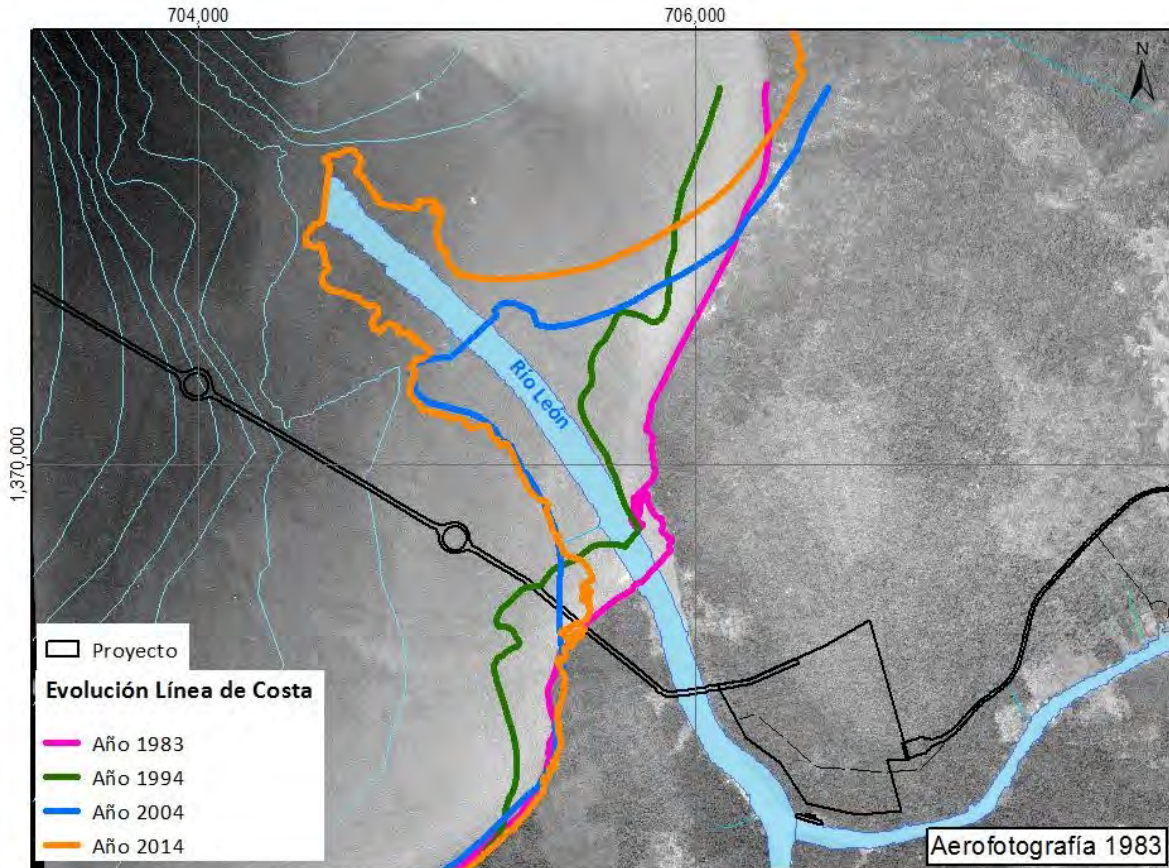 704,000
706,000
N
Río León
1,370,000
Proyecto
Evolución Línea de Costa
Año 1983
Año 1994
Año 2004
Año 2014
Aerofotografía 1983